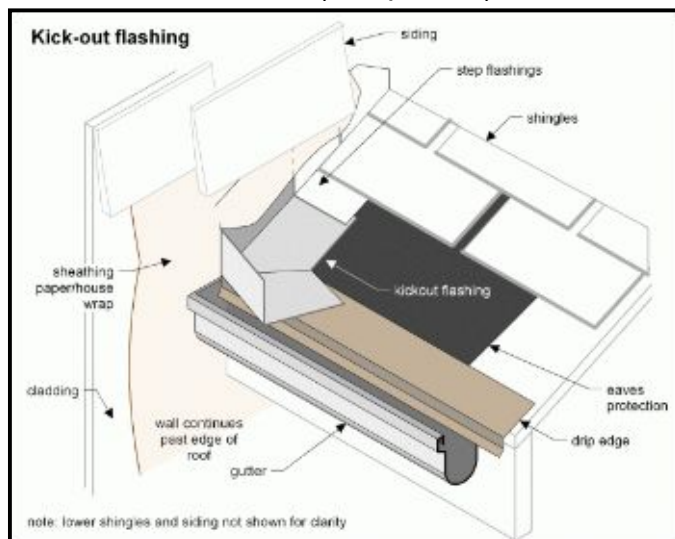 Kick-out flashing
siding
step flashings
shingles
sheathing
paper/house
wrap
kickout flashing
cladding
eaves
protection
wall continues
past edge of
roof
drip edge
gutter
note: lower shingles and siding not shown for clarity